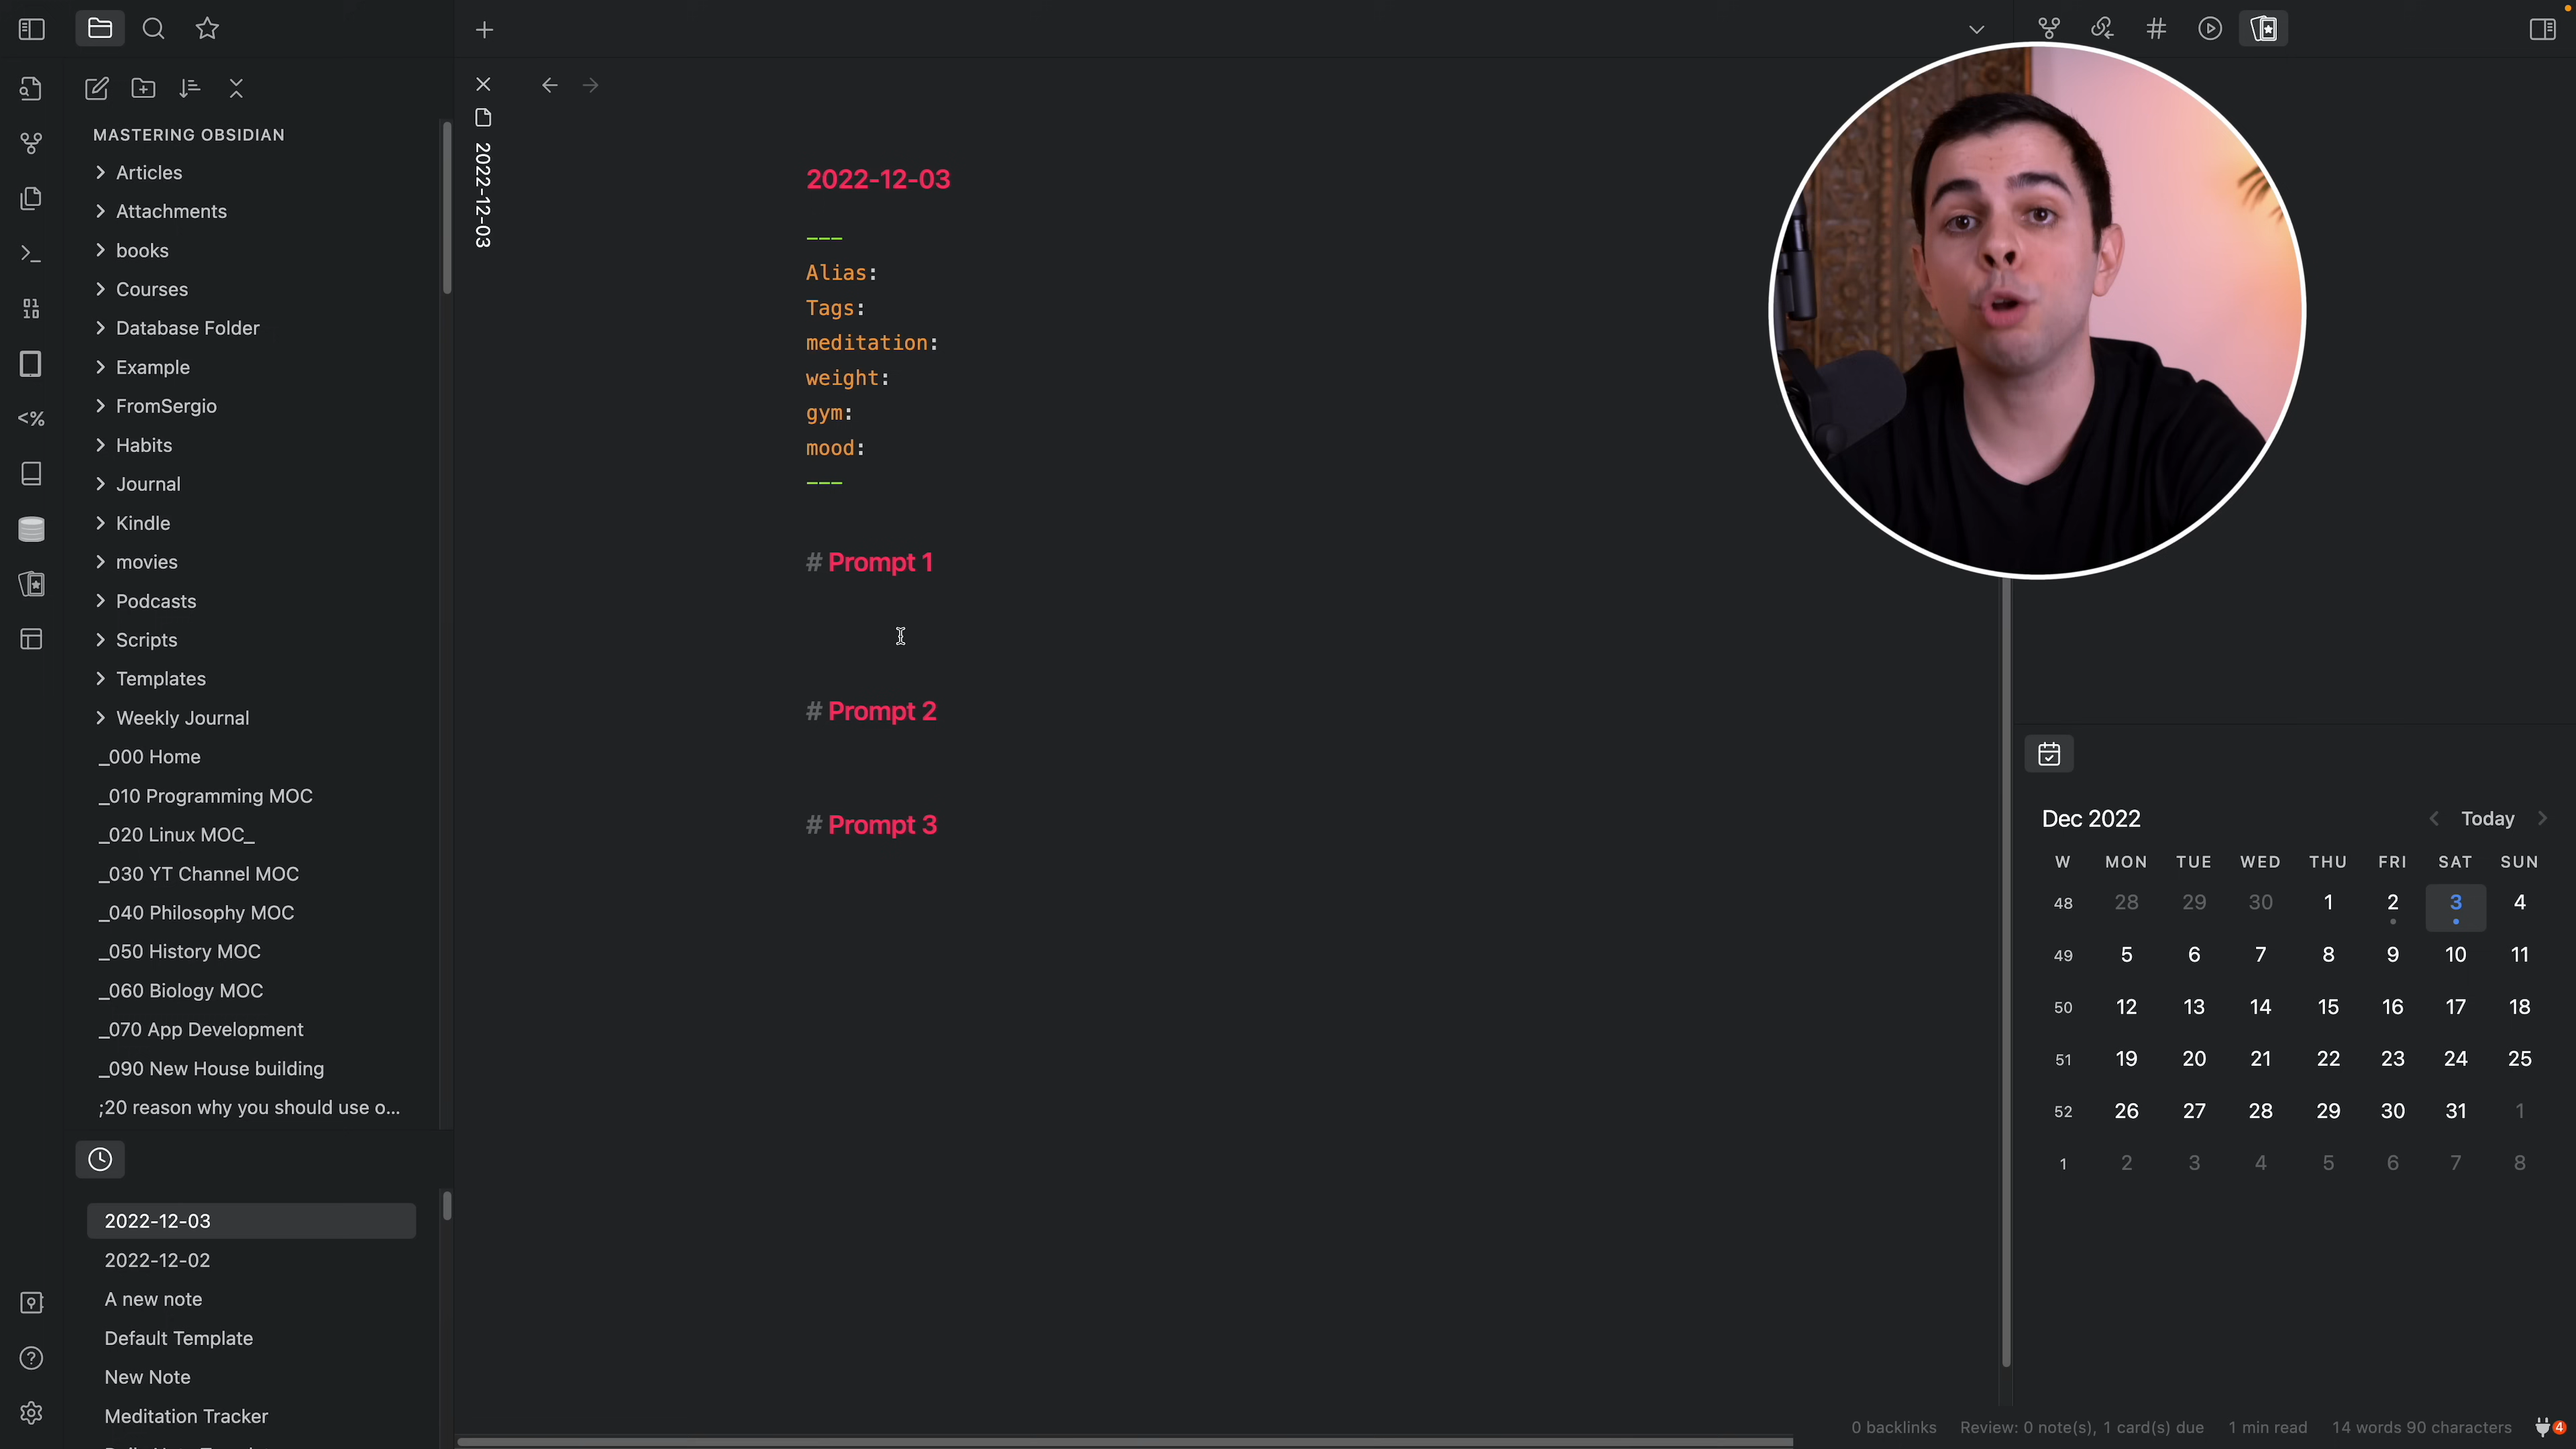 MASTERING OBSIDIAN
Articles
Attachments
books
Courses
Database Folder
Example
FromSergio
Habits
Journal
Kindle
movies
Podcasts
Scripts
Templates
Weekly Journal
_000 Home
_010 Programming MOC
_020 Linux MOC_
_030 YT Channel MOC
_040 Philosophy MOC
_050 History MOC
_060 Biology MOC
_070 App Development
_090 New House building
;20 reason why you should use o...
2022-12-03
2022-12-02
A new note
Default Template
New Note
Meditation Tracker
2022-12-03
2022-12-03
---
Alias:
Tags:
meditation:
weight:
gym:
mood:
---
# Prompt 1
# Prompt 2
# Prompt 3
Dec 2022 Today
W MON TUE WED THU FRI SAT SUN
48 28 29 30 1 2 3 4
49 5 6 7 8 9 10 11
50 12 13 14 15 16 17 18
51 19 20 21 22 23 24 25
52 26 27 28 29 30 31 1
1 2 3 4 5 6 7 8
0 backlinks Review: 0 note(s), 1 card(s) due 1 min read 14 words 90 characters 4